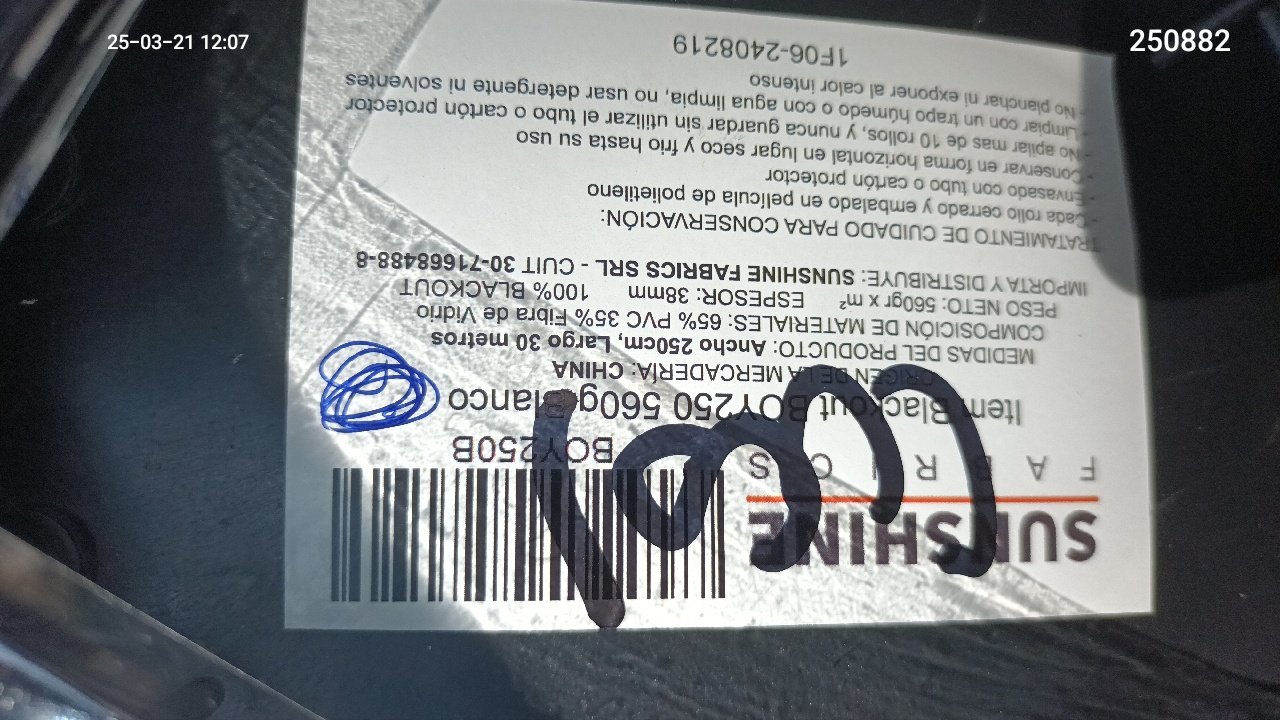 25-03-21 12:07
250882
SUNSHINE
FABRICS
BOY250B
Item Blackout BOY250 560g Blanco
ORIGEN DE LA MERCADERÍA: CHINA
MEDIDAS DEL PRODUCTO: Ancho 250cm, Largo 30 metros
COMPOSICIÓN DE MATERIALES: 65% PVC 35% Fibra de Vidrio
PESO NETO: 560gr x m² ESPESOR: 38mm 100% BLACKOUT
IMPORTA Y DISTRIBUYE: SUNSHINE FABRICS SRL - CUIT 30-71668488-8
TRATAMIENTO DE CUIDADO PARA CONSERVACIÓN:
- Cada rollo cerrado y embalado en película de polietileno
- Envasado con tubo o cartón protector
- Conservar en forma horizontal en lugar seco y frio hasta su uso
- No apilar mas de 10 rollos, y nunca guardar sin utilizar el tubo o cartón protector
- Limpiar con un trapo húmedo o con agua limpia, no usar detergente ni solventes
- No planchar ni exponer al calor intenso
1F06-2408219